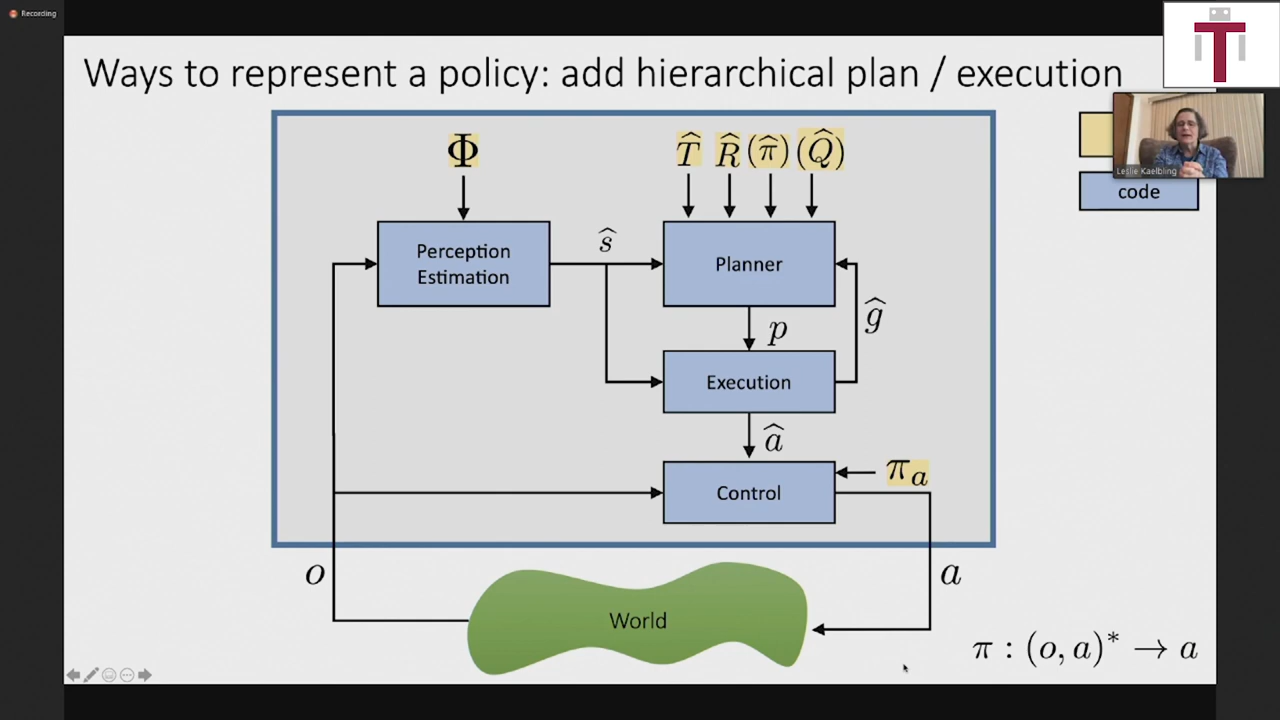 Recording
Ways to represent a policy: add hierarchical plan / execution
Φ
T̂ R̂ (π̂) (Q̂)
Leslie Kaelbling
code
Perception
Estimation
ŝ
Planner
ĝ
p
Execution
â
Control
π_a
o
a
World
π : (o, a)* → a